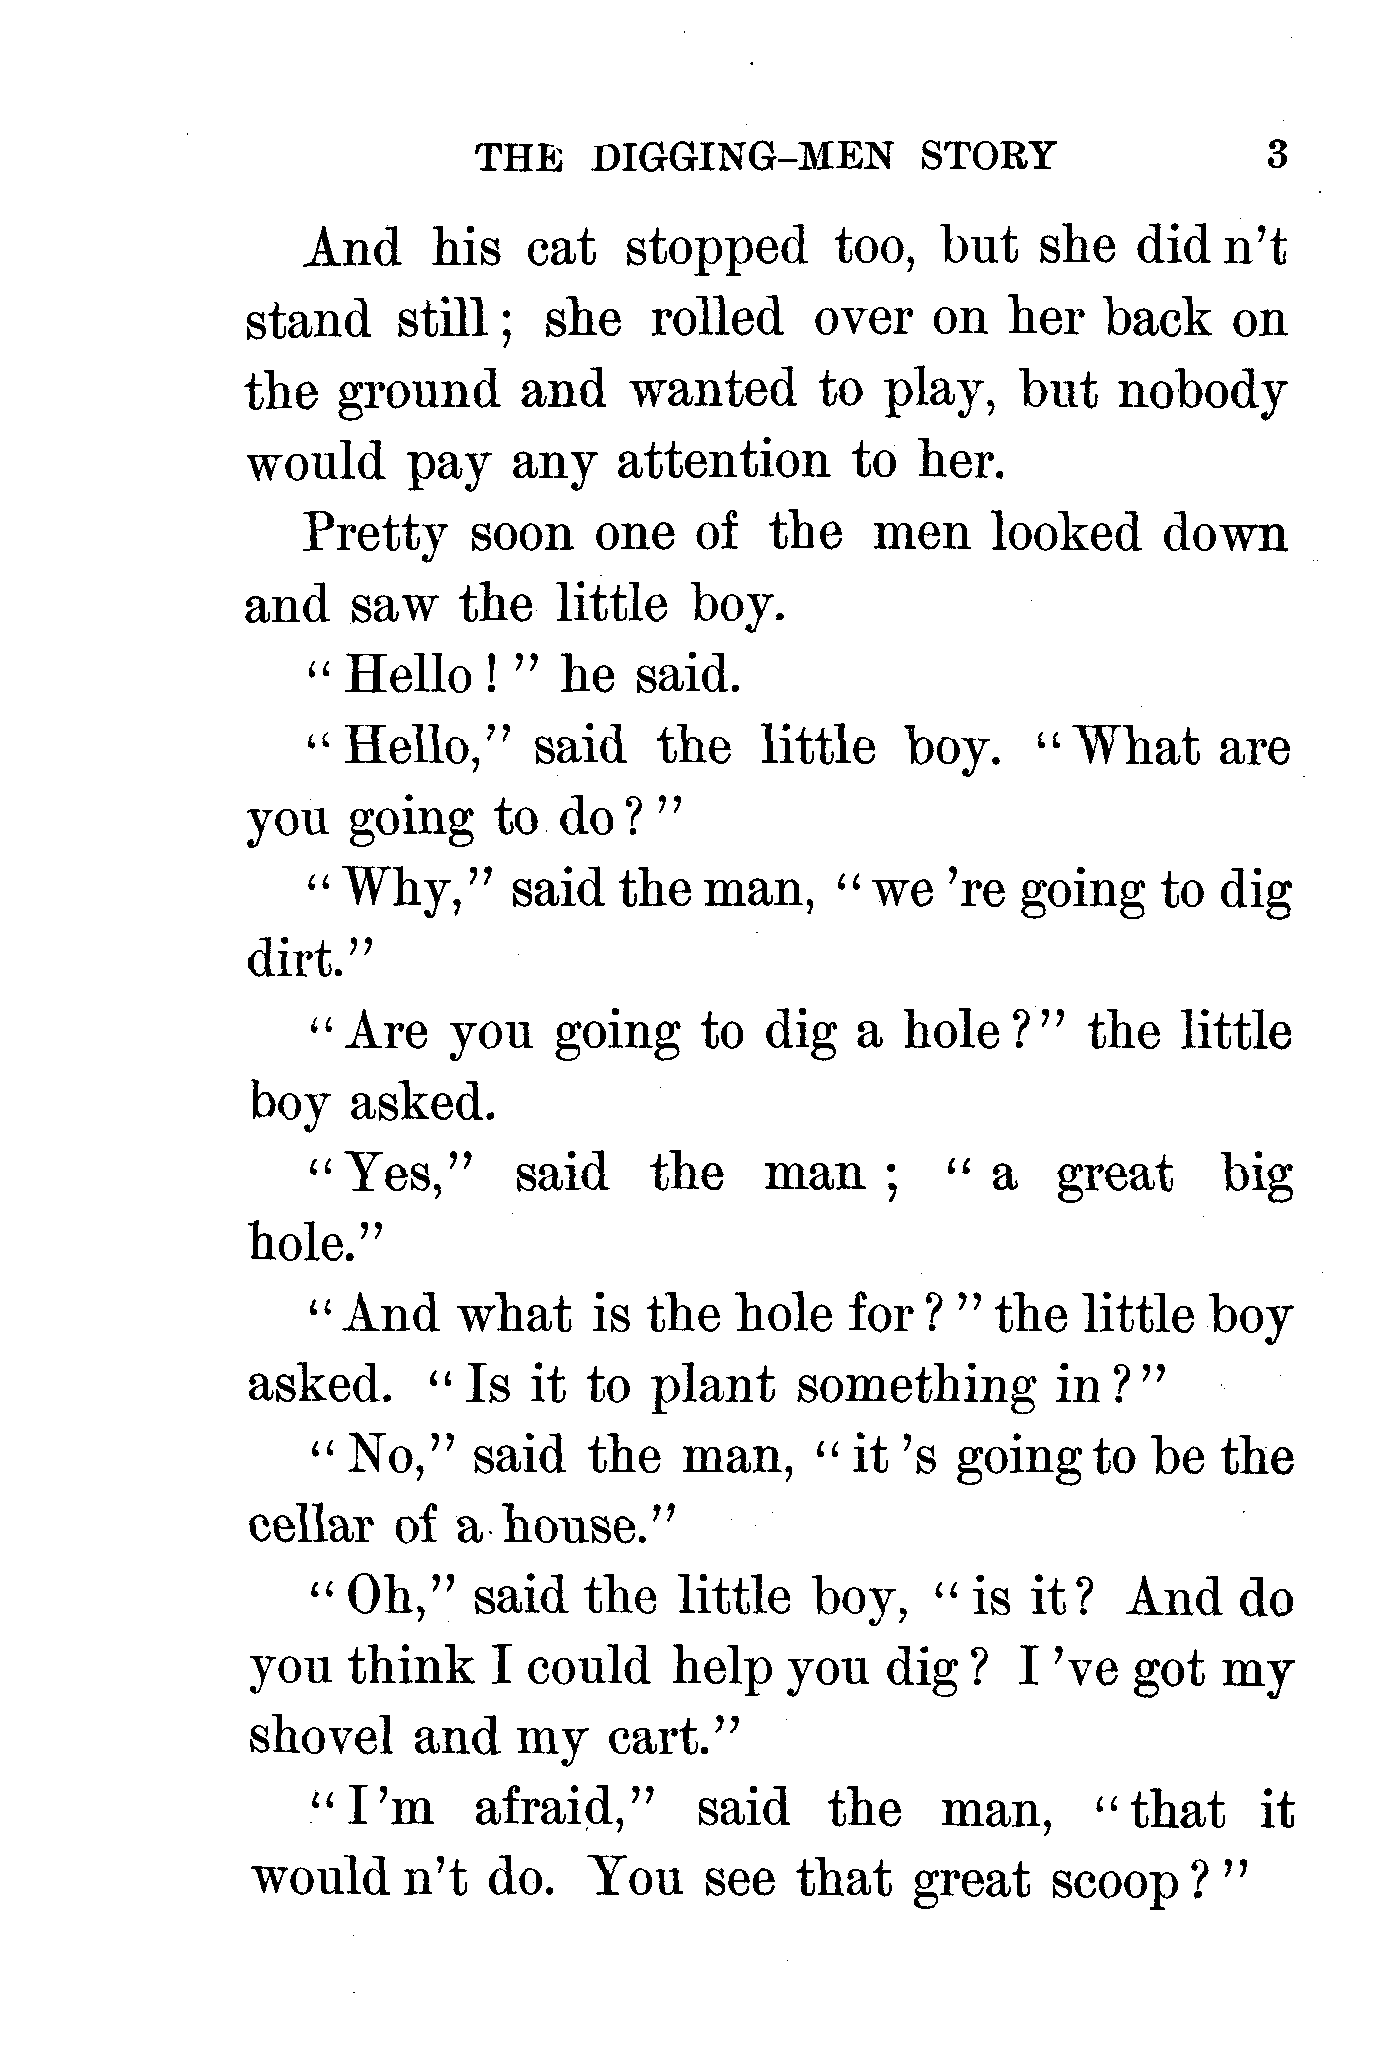 THE DIGGING-MEN STORY 3
And his cat stopped too, but she did n't
stand still; she rolled over on her back on
the ground and wanted to play, but nobody
would pay any attention to her.
Pretty soon one of the men looked down
and saw the little boy.
“Hello!” he said.
“Hello,” said the little boy. “What are
you going to do?”
“Why,” said the man, “we 're going to dig
dirt.”
“Are you going to dig a hole?” the little
boy asked.
“Yes,” said the man; “a great big
hole.”
“And what is the hole for?” the little boy
asked. “Is it to plant something in?”
“No,” said the man, “it 's going to be the
cellar of a house.”
“Oh,” said the little boy, “is it? And do
you think I could help you dig? I 've got my
shovel and my cart.”
“I 'm afraid,” said the man, “that it
would n't do. You see that great scoop?”